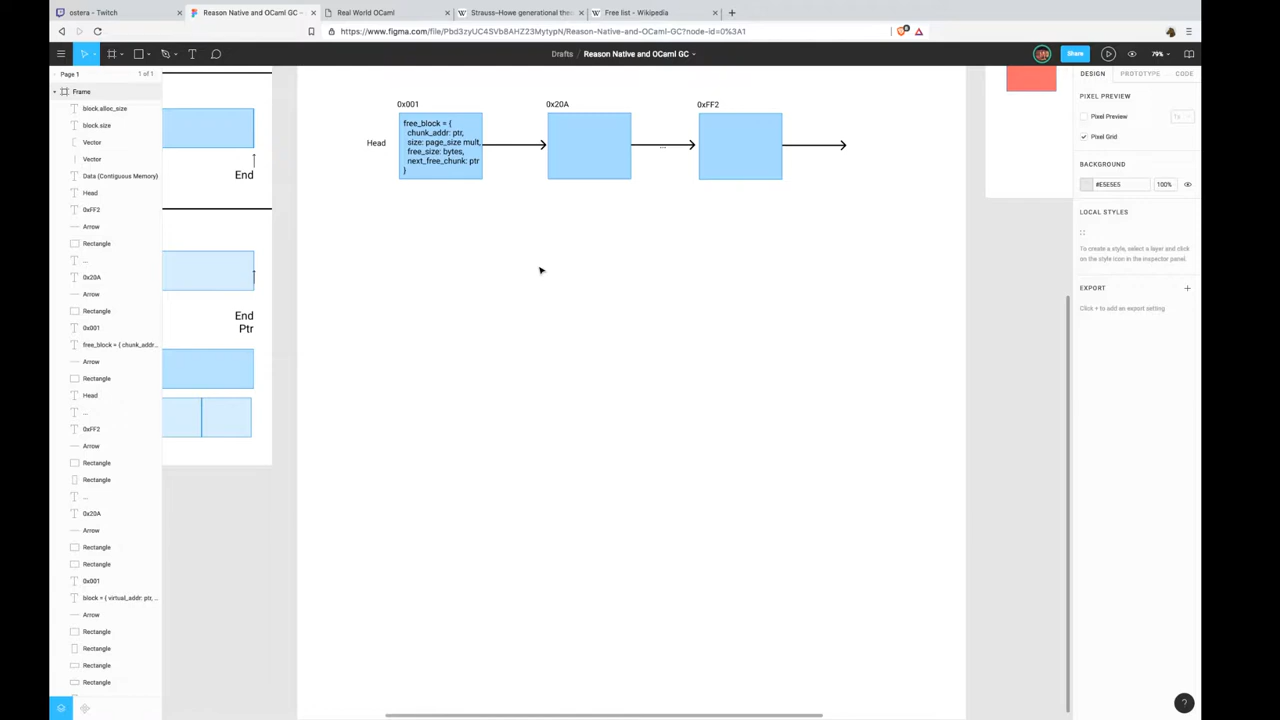 ostera - Twitch
Reason Native and OCaml GC -
Real World OCaml
Strauss–Howe generational the
Free list - Wikipedia
https://www.figma.com/file/Pbd3zyUC4SVb8AHZ23MytypN/Reason-Native-and-OCaml-GC?node-id=0%3A1
Drafts / Reason Native and OCaml GC
Share
79%
Page 1
1 of 1
Frame
block.alloc_size
block.size
Vector
Vector
Data (Contiguous Memory)
Head
0xFF2
Arrow
Rectangle
...
0x20A
Arrow
Rectangle
0x001
free_block = { chunk_addr...
Arrow
Rectangle
Head
...
0xFF2
Arrow
Rectangle
Rectangle
...
0x20A
Arrow
Rectangle
Rectangle
0x001
block = { virtual_addr: ptr, ...
Arrow
Rectangle
Rectangle
Rectangle
Rectangle
End
End
Ptr
0x001
0x20A
0xFF2
Head
free_block = {
chunk_addr: ptr,
size: page_size mult,
free_size: bytes,
next_free_chunk: ptr
}
...
DESIGN
PROTOTYPE
CODE
PIXEL PREVIEW
Pixel Preview
1x
Pixel Grid
BACKGROUND
#E5E5E5
100%
LOCAL STYLES
To create a style, select a layer and click
on the style icon in the inspector panel.
EXPORT
Click + to add an export setting
?